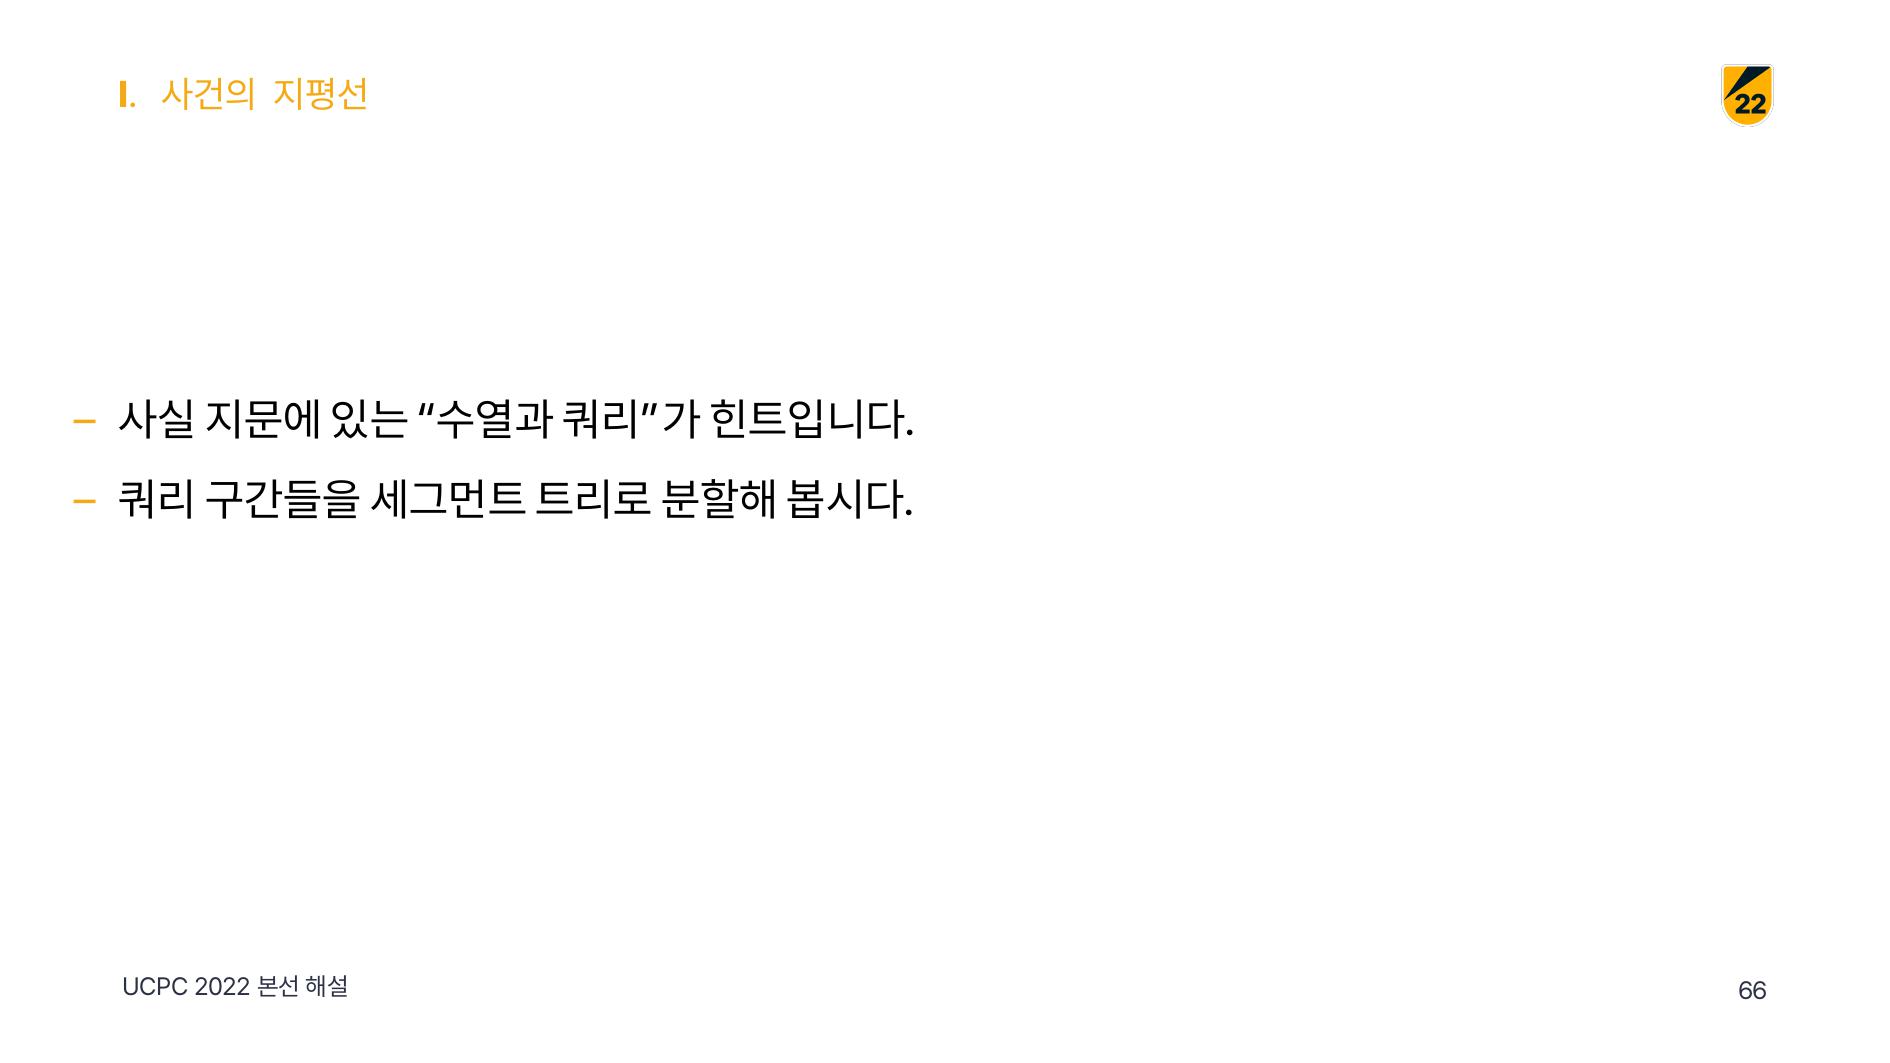 I. 사건의 지평선
22
– 사실 지문에 있는 “수열과 쿼리”가 힌트입니다.
– 쿼리 구간들을 세그먼트 트리로 분할해 봅시다.
UCPC 2022 본선 해설
66